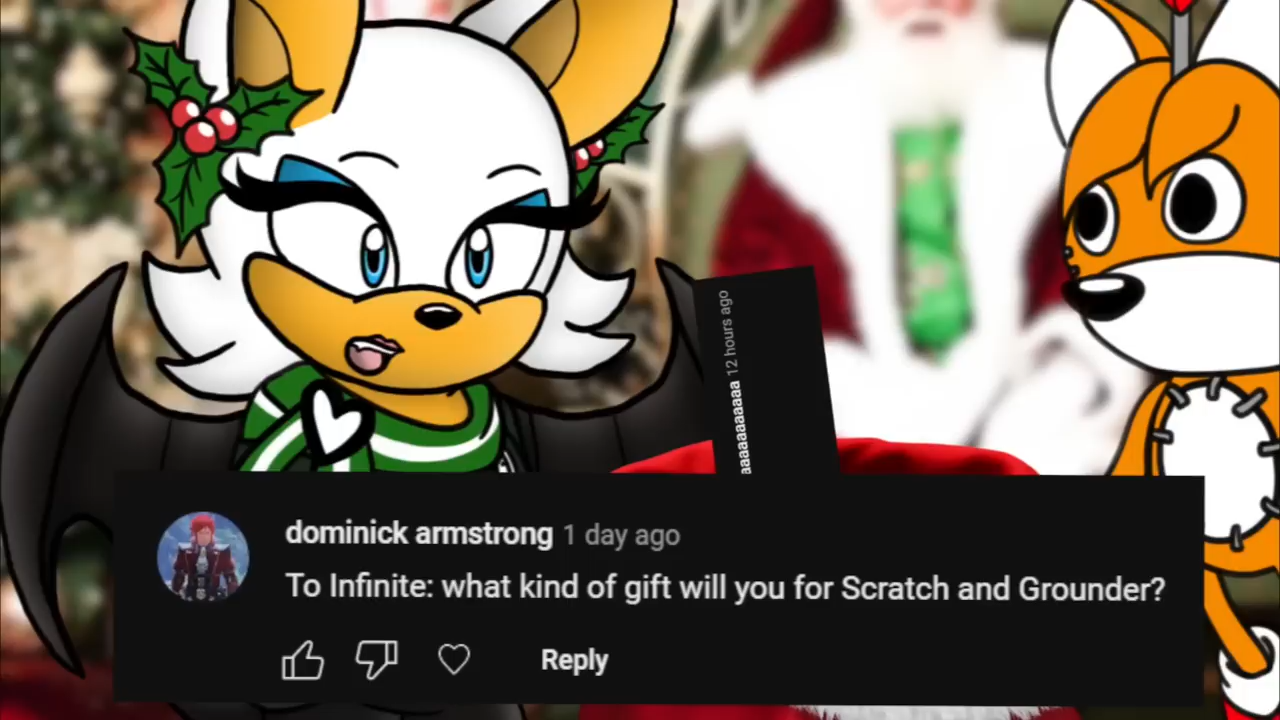 aaaaaaaaaaa 12 hours ago
dominick armstrong 1 day ago
To Infinite: what kind of gift will you for Scratch and Grounder?
Reply